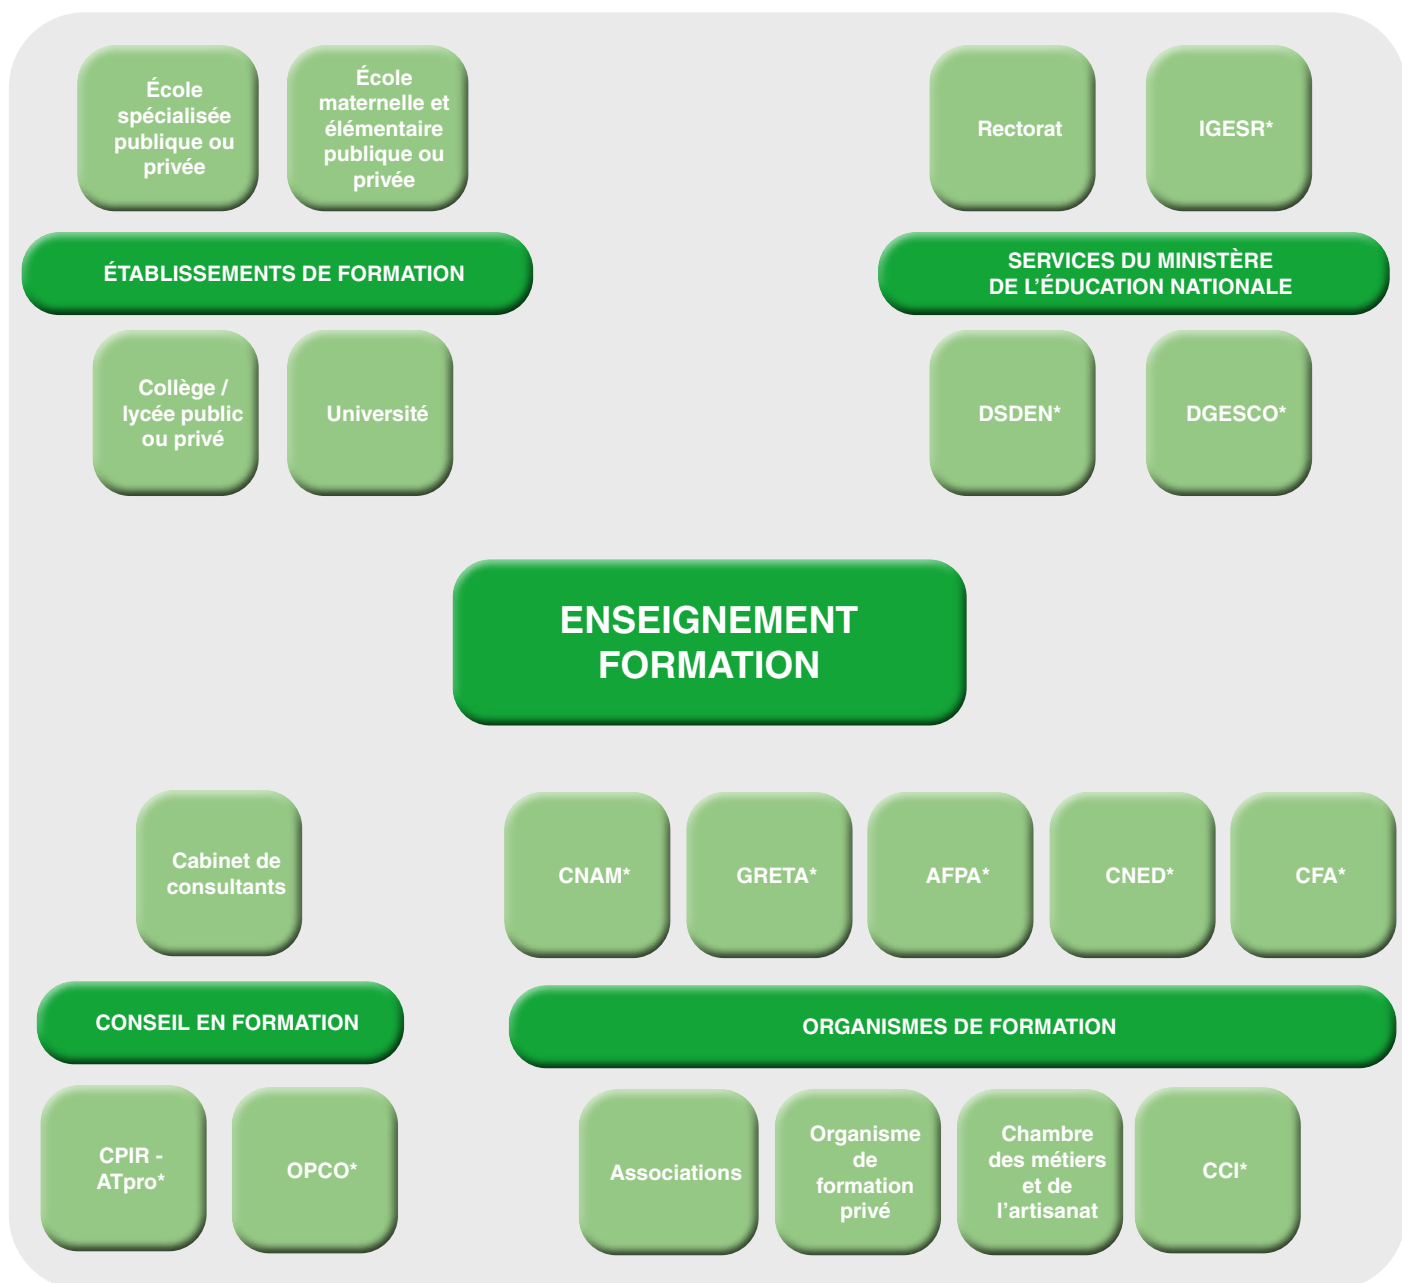 École
spécialisée
publique ou
privée
École
maternelle et
élémentaire
publique ou
privée
Rectorat
IGESR*
ÉTABLISSEMENTS DE FORMATION
SERVICES DU MINISTÈRE
DE L’ÉDUCATION NATIONALE
Collège /
lycée public
ou privé
Université
DSDEN*
DGESCO*
ENSEIGNEMENT
FORMATION
Cabinet de
consultants
CNAM*
GRETA*
AFPA*
CNED*
CFA*
CONSEIL EN FORMATION
ORGANISMES DE FORMATION
CPIR -
ATpro*
OPCO*
Associations
Organisme
de
formation
privé
Chambre
des métiers
et de
l’artisanat
CCI*